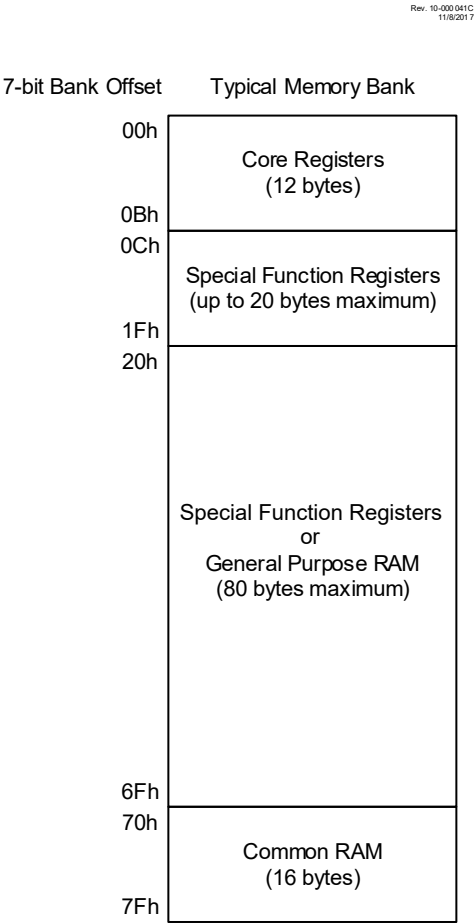 Rev. 10-000041C
11/8/2017
7-bit Bank Offset Typical Memory Bank
00h
Core Registers
(12 bytes)
0Bh
0Ch
Special Function Registers
(up to 20 bytes maximum)
1Fh
20h
Special Function Registers
or
General Purpose RAM
(80 bytes maximum)
6Fh
70h
Common RAM
(16 bytes)
7Fh